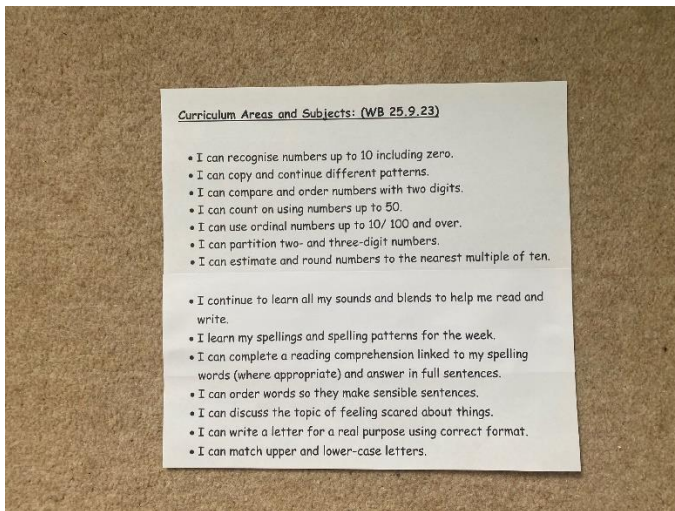 Curriculum Areas and Subjects: (WB 25.9.23)
• I can recognise numbers up to 10 including zero.
• I can copy and continue different patterns.
• I can compare and order numbers with two digits.
• I can count on using numbers up to 50.
• I can use ordinal numbers up to 10/ 100 and over.
• I can partition two- and three-digit numbers.
• I can estimate and round numbers to the nearest multiple of ten.
• I continue to learn all my sounds and blends to help me read and
write.
• I learn my spellings and spelling patterns for the week.
• I can complete a reading comprehension linked to my spelling
words (where appropriate) and answer in full sentences.
• I can order words so they make sensible sentences.
• I can discuss the topic of feeling scared about things.
• I can write a letter for a real purpose using correct format.
• I can match upper and lower-case letters.